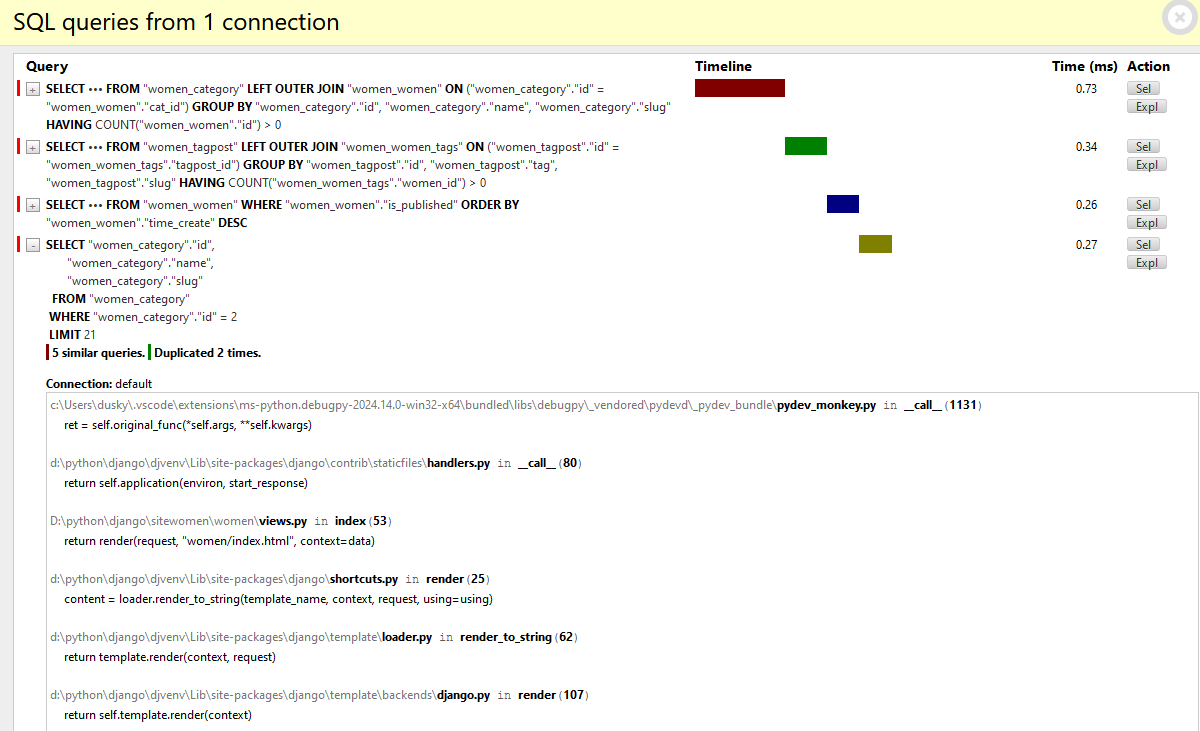 SQL queries from 1 connection
Query Timeline Time (ms) Action
+ SELECT ••• FROM "women_category" LEFT OUTER JOIN "women_women" ON ("women_category"."id" = 0.73 Sel
"women_women"."cat_id") GROUP BY "women_category"."id", "women_category"."name", "women_category"."slug" Expl
HAVING COUNT("women_women"."id") > 0
+ SELECT ••• FROM "women_tagpost" LEFT OUTER JOIN "women_women_tags" ON ("women_tagpost"."id" = 0.34 Sel
"women_women_tags"."tagpost_id") GROUP BY "women_tagpost"."id", "women_tagpost"."tag", Expl
"women_tagpost"."slug" HAVING COUNT("women_women_tags"."women_id") > 0
+ SELECT ••• FROM "women_women" WHERE "women_women"."is_published" ORDER BY 0.26 Sel
"women_women"."time_create" DESC Expl
- SELECT "women_category"."id", 0.27 Sel
"women_category"."name", Expl
"women_category"."slug"
FROM "women_category"
WHERE "women_category"."id" = 2
LIMIT 21
5 similar queries. Duplicated 2 times.
Connection: default
c:\Users\dusky\.vscode\extensions\ms-python.debugpy-2024.14.0-win32-x64\bundled\libs\debugpy\_vendored\pydevd\_pydev_bundle\pydev_monkey.py in __call__(1131)
ret = self.original_func(*self.args, **self.kwargs)
d:\python\django\djvenv\Lib\site-packages\django\contrib\staticfiles\handlers.py in __call__(80)
return self.application(environ, start_response)
D:\python\django\sitewomen\women\views.py in index(53)
return render(request, "women/index.html", context=data)
d:\python\django\djvenv\Lib\site-packages\django\shortcuts.py in render(25)
content = loader.render_to_string(template_name, context, request, using=using)
d:\python\django\djvenv\Lib\site-packages\django\template\loader.py in render_to_string(62)
return template.render(context, request)
d:\python\django\djvenv\Lib\site-packages\django\template\backends\django.py in render(107)
return self.template.render(context)